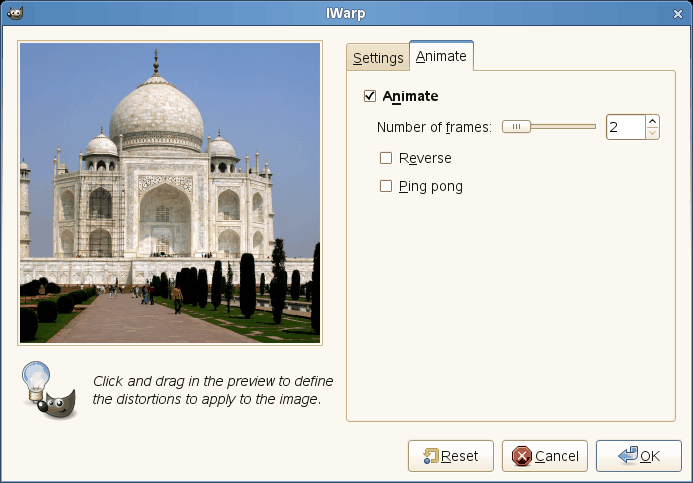 IWarp
Settings
Animate
Animate
Number of frames:
2
Reverse
Ping pong
Click and drag in the preview to define
the distortions to apply to the image.
Reset
Cancel
OK